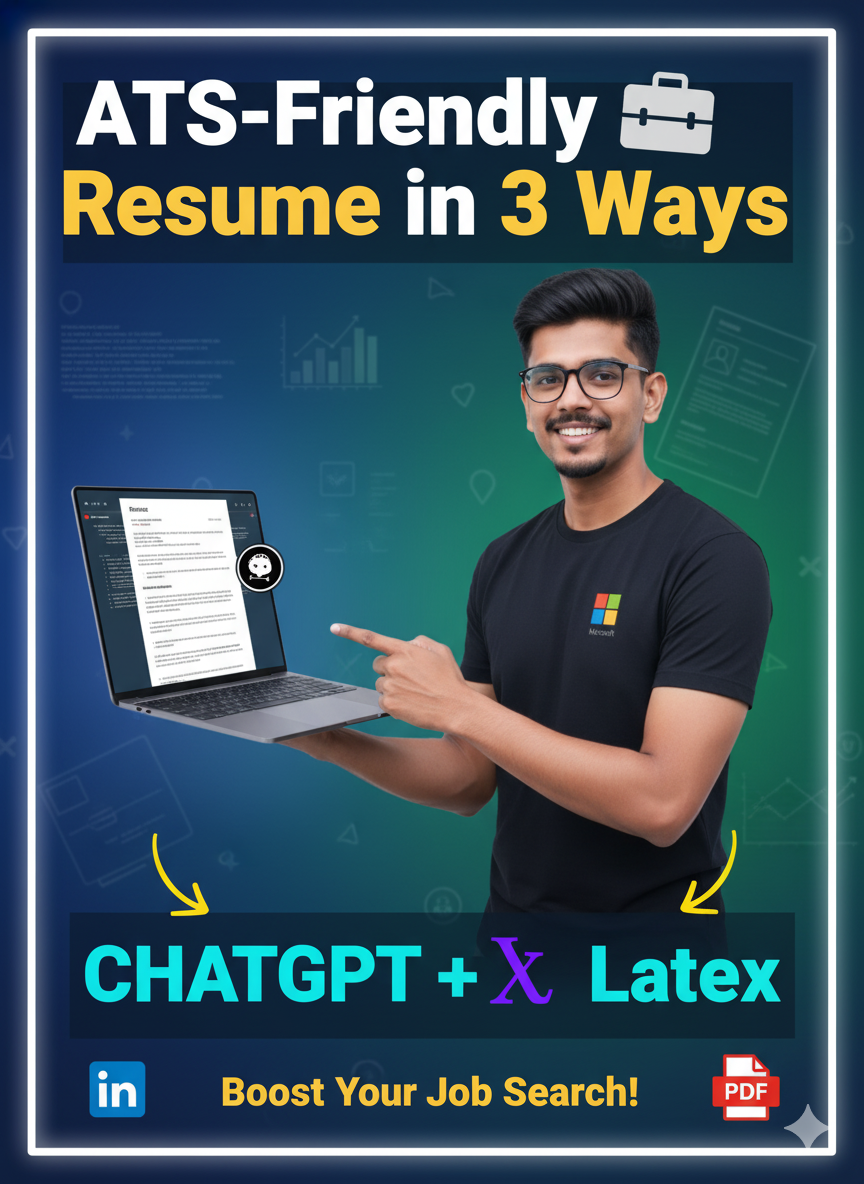 ATS-Friendly
Resume in 3 Ways
Microsoft
CHATGPT + X Latex
in
Boost Your Job Search!
PDF